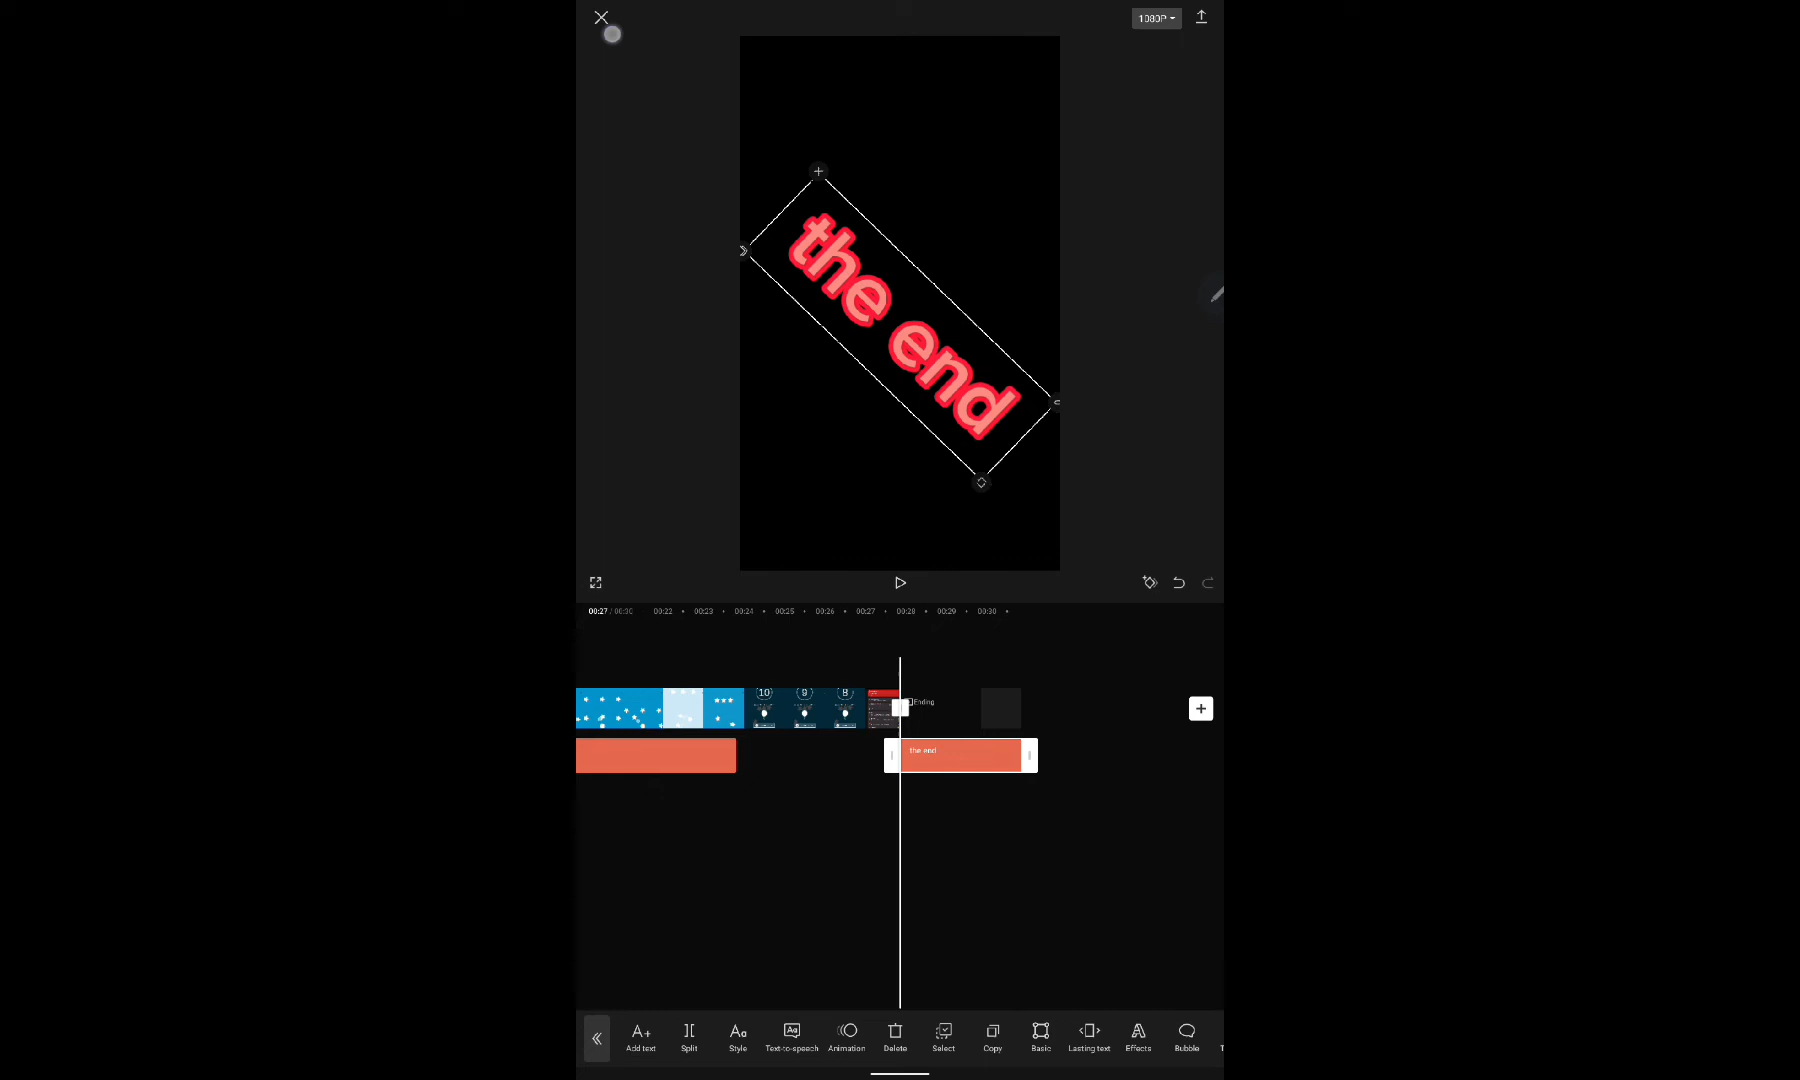 1080P
the end
00:27 / 00:30 00:22 00:23 00:24 00:25 00:26 00:27 00:28 00:29 00:30
10 9 8
Ending
the end
Add text Split Style Text-to-speech Animation Delete Select Copy Basic Lasting text Effects Bubble T